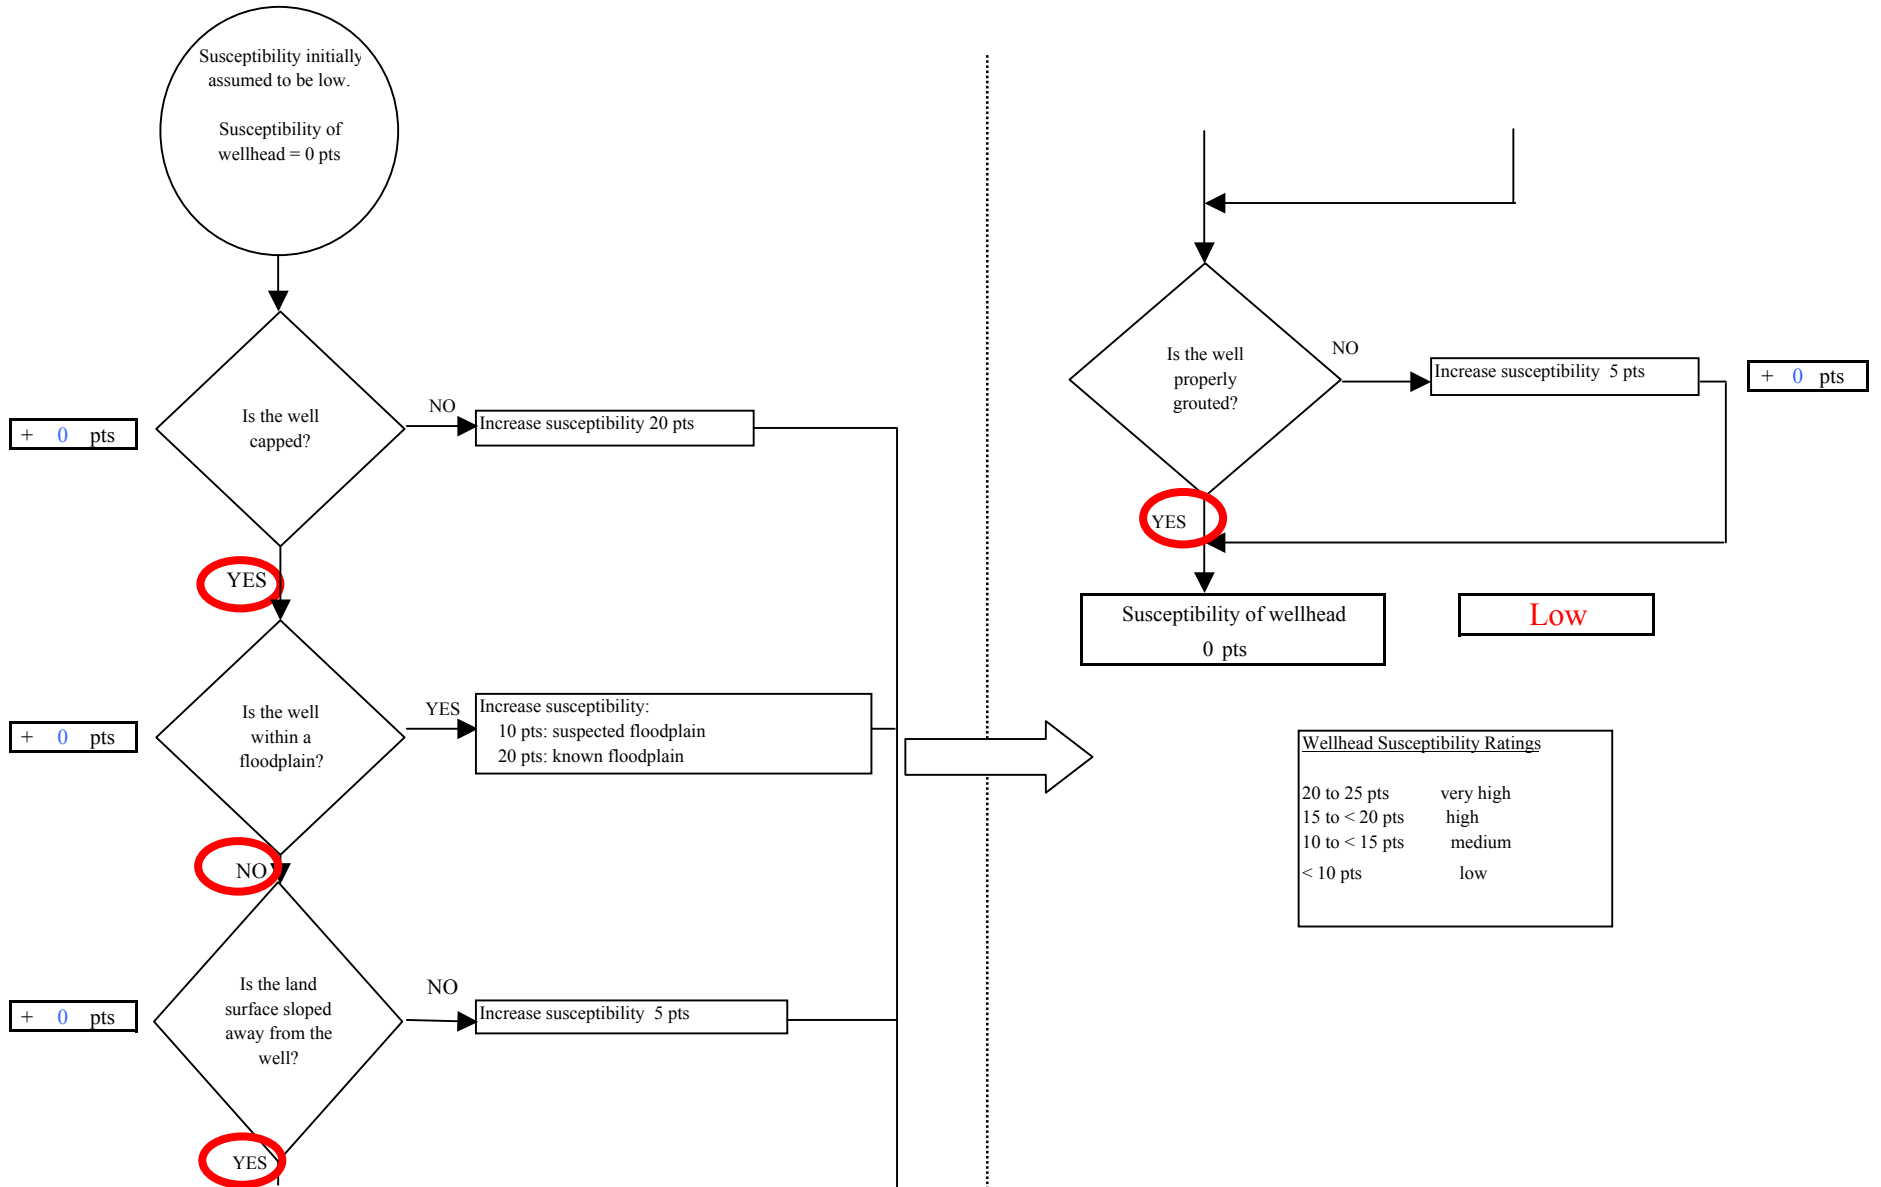 Susceptibility initially
assumed to be low.
Susceptibility of
wellhead = 0 pts
Is the well
capped?
NO
Increase susceptibility 20 pts
+ 0 pts
YES
Is the well
within a
floodplain?
YES
Increase susceptibility:
10 pts: suspected floodplain
20 pts: known floodplain
+ 0 pts
NO
Is the land
surface sloped
away from the
well?
NO
Increase susceptibility 5 pts
+ 0 pts
YES
Is the well
properly
grouted?
NO
Increase susceptibility 5 pts
+ 0 pts
YES
Susceptibility of wellhead
0 pts
Low
Wellhead Susceptibility Ratings
20 to 25 pts very high
15 to < 20 pts high
10 to < 15 pts medium
< 10 pts low